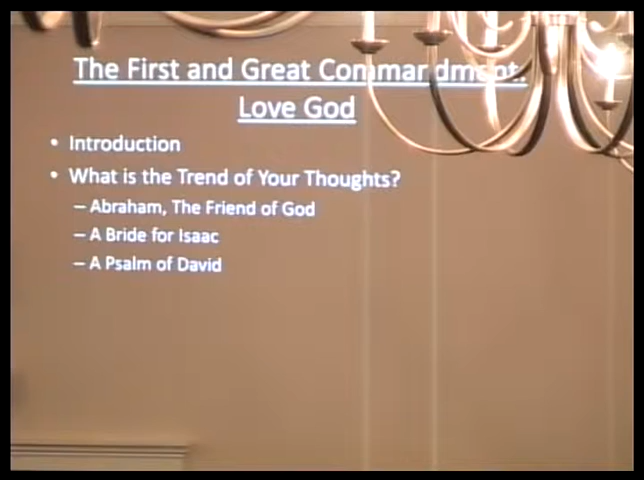 The First and Great Commandment:
Love God
• Introduction
• What is the Trend of Your Thoughts?
– Abraham, The Friend of God
– A Bride for Isaac
– A Psalm of David